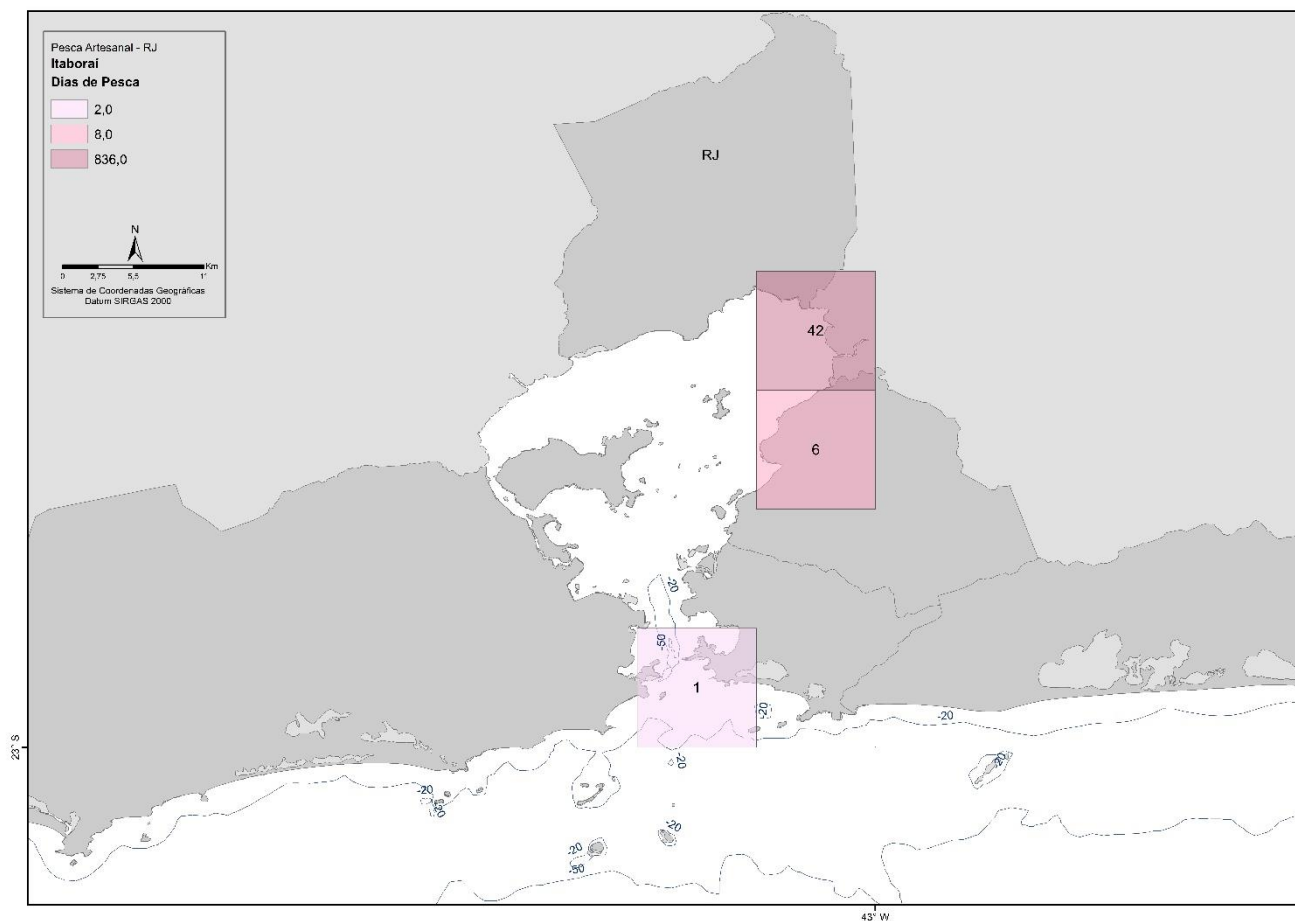 Pesca Artesanal - RJ
Itaboraí
Dias de Pesca
2,0
8,0
836,0
N
Km
0 2,75 5,5 11
Sistema de Coordenadas Geográficas
Datum SIRGAS 2000
RJ
42
6
-20
-50
1
-20
-20
23° S
-20
-20
-20
-20
-20
-20
-50
43° W